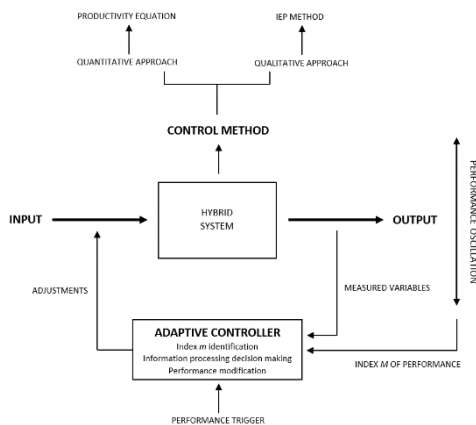 PRODUCTIVITY EQUATION
IEP METHOD
QUANTITATIVE APPROACH
QUALITATIVE APPROACH
CONTROL METHOD
INPUT
HYBRID
SYSTEM
OUTPUT
PERFORMANCE OSCILLATION
ADJUSTMENTS
MEASURED VARIABLES
ADAPTIVE CONTROLLER
Index m identification
Information processing decision making
Performance modification
INDEX M OF PERFORMANCE
PERFORMANCE TRIGGER